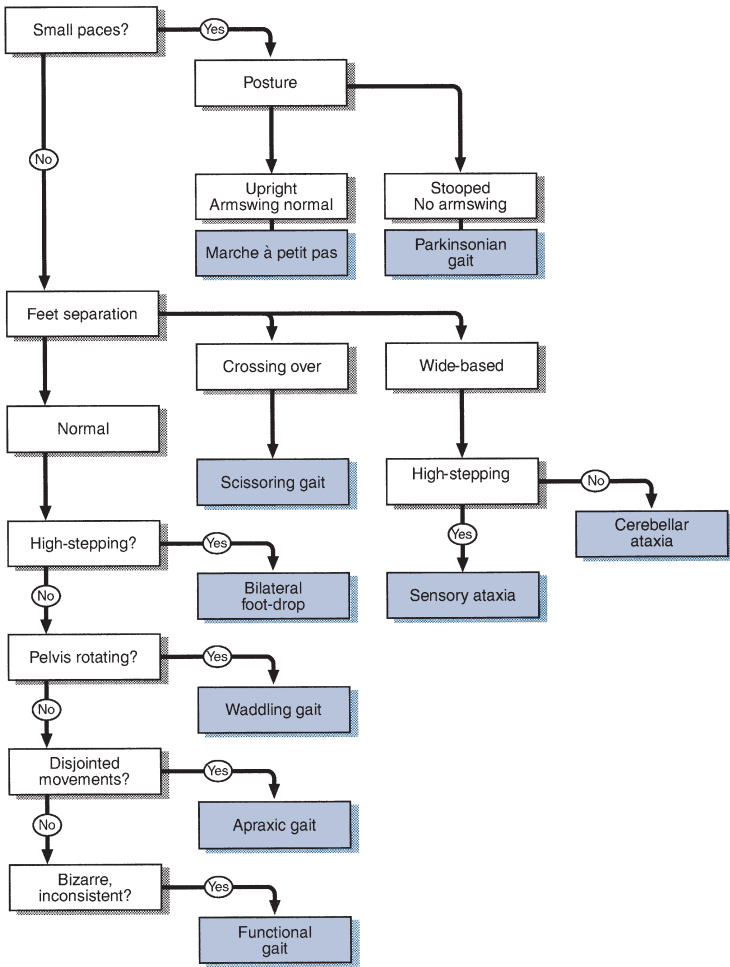 Small paces?
Yes
Posture
No
Upright
Armswing normal
Stooped
No armswing
Marche à petit pas
Parkinsonian
gait
Feet separation
Crossing over
Wide-based
Normal
Scissoring gait
High-stepping
No
Cerebellar
ataxia
Yes
High-stepping?
Yes
Bilateral
foot-drop
Sensory ataxia
No
Pelvis rotating?
Yes
Waddling gait
No
Disjointed
movements?
Yes
Apraxic gait
No
Bizarre,
inconsistent?
Yes
Functional
gait